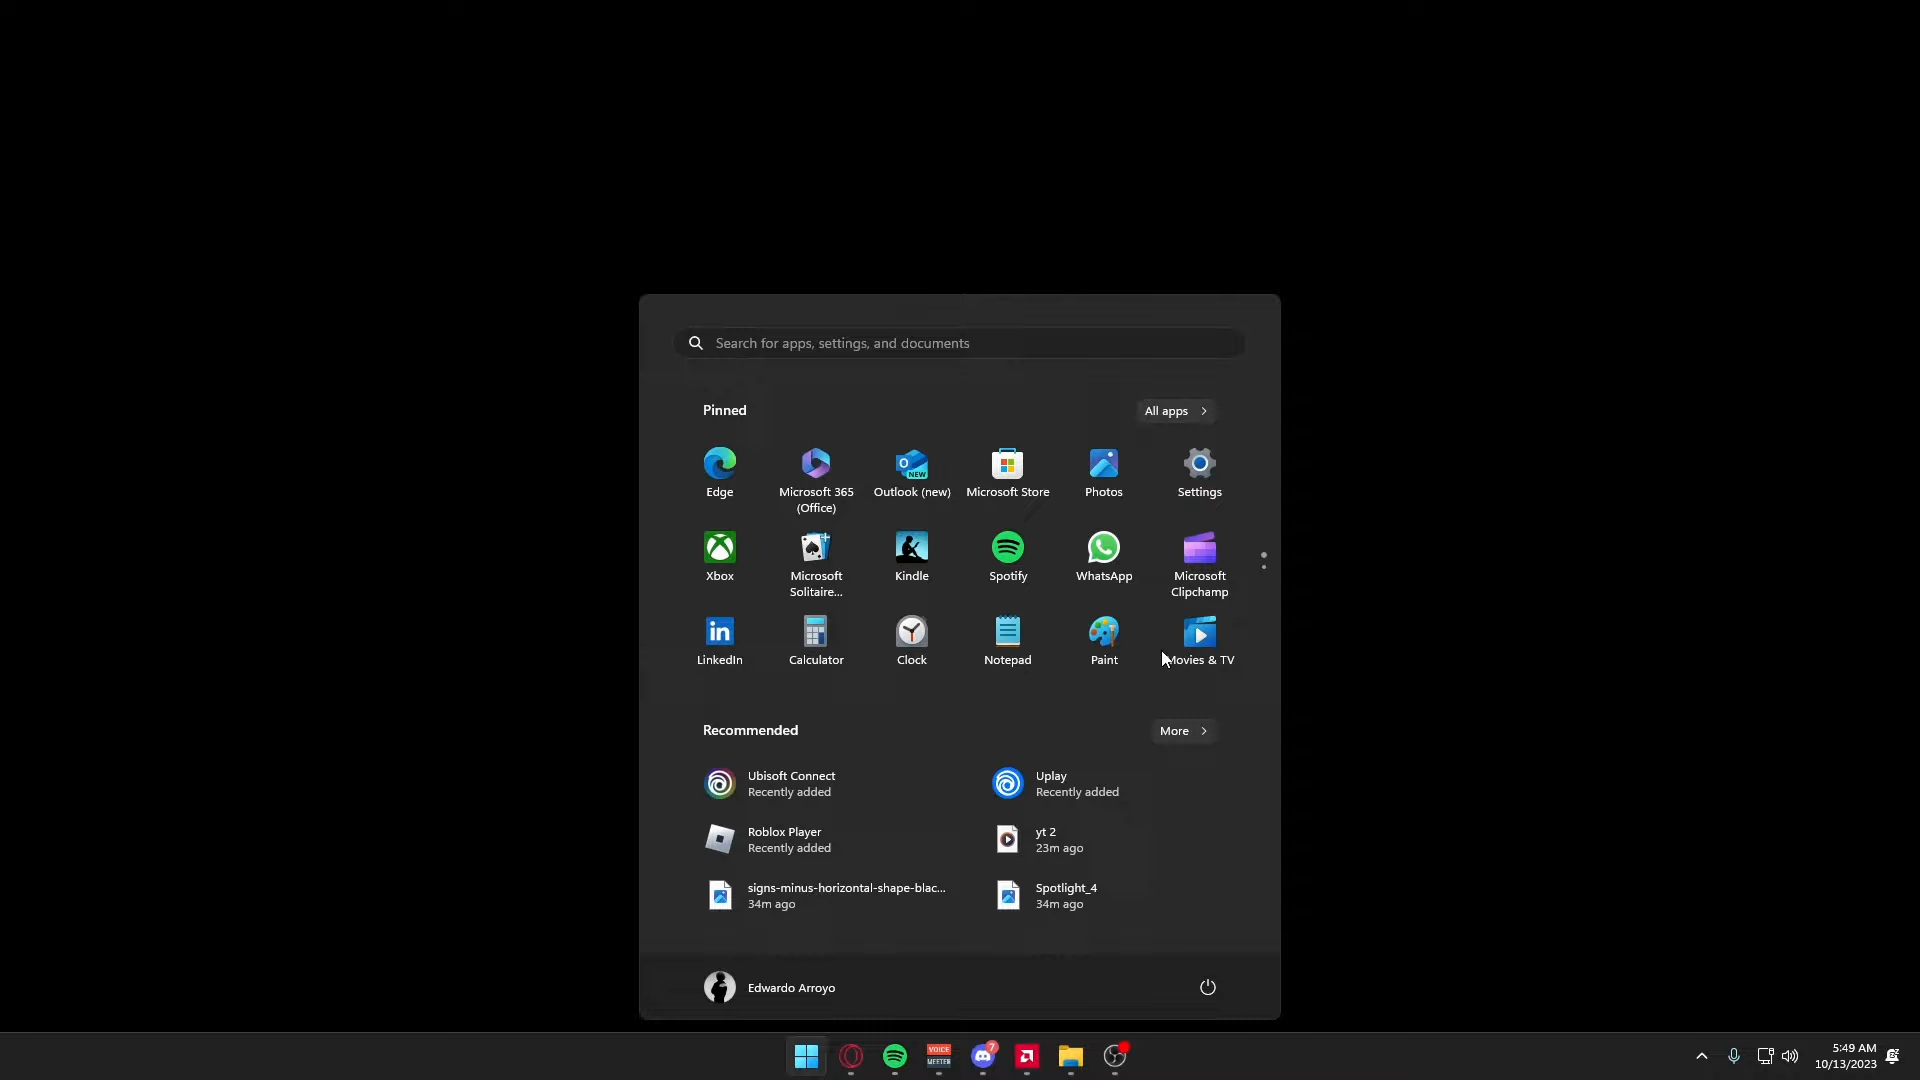 Search for apps, settings, and documents
Pinned
All apps
Edge
Microsoft 365
(Office)
Outlook (new)
Microsoft Store
Photos
Settings
Xbox
Microsoft
Solitaire...
Kindle
Spotify
WhatsApp
Microsoft
Clipchamp
LinkedIn
Calculator
Clock
Notepad
Paint
Movies & TV
Recommended
More
Ubisoft Connect
Recently added
Uplay
Recently added
Roblox Player
Recently added
yt 2
23m ago
signs-minus-horizontal-shape-blac...
34m ago
Spotlight_4
34m ago
Edwardo Arroyo
VOICE
MEETER
7
5:49 AM
10/13/2023